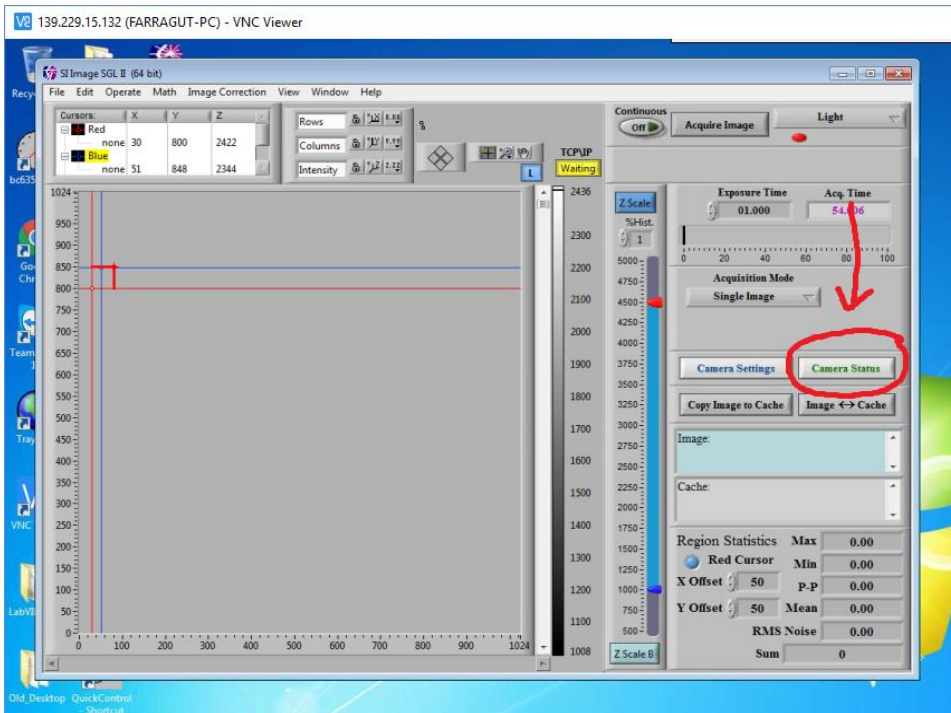 139.229.15.132 (FARRAGUT-PC) - VNC Viewer
SI Image SGL II (64 bit)
File Edit Operate Math Image Correction View Window Help
Cursors: X Y Z
Red
none 30 800 2422
Blue
none 51 848 2344
Rows
Columns
Intensity
%
L
TCP\IP
Waiting
Continuous
Off
Acquire Image
Light
Exposure Time Acq. Time
01.000
0 20 40 60 80 100
Acquisition Mode
Single Image
Camera Settings Camera Status
Copy Image to Cache Image <-> Cache
Image:
Cache:
Region Statistics Max 0.00
Red Cursor Min 0.00
X Offset 50 P-P 0.00
Y Offset 50 Mean 0.00
RMS Noise 0.00
Sum 0
Z Scale
%Hist.
1
5000
4750
4500
4250
4000
3750
3500
3250
3000
2750
2500
2250
2000
1750
1500
1250
1000
750
500
Z Scale B
2436
2300
2200
2100
2000
1900
1800
1700
1600
1500
1400
1300
1200
1100
1008
1024
950
900
850
800
750
700
650
600
550
500
450
400
350
300
250
200
150
100
50
0
0 100 200 300 400 500 600 700 800 900 1024
Recy
bc635
Goo
Chr
Team
1
Tray
VNC
LabVI
Old_Desktop QuickControl
- Shortcut